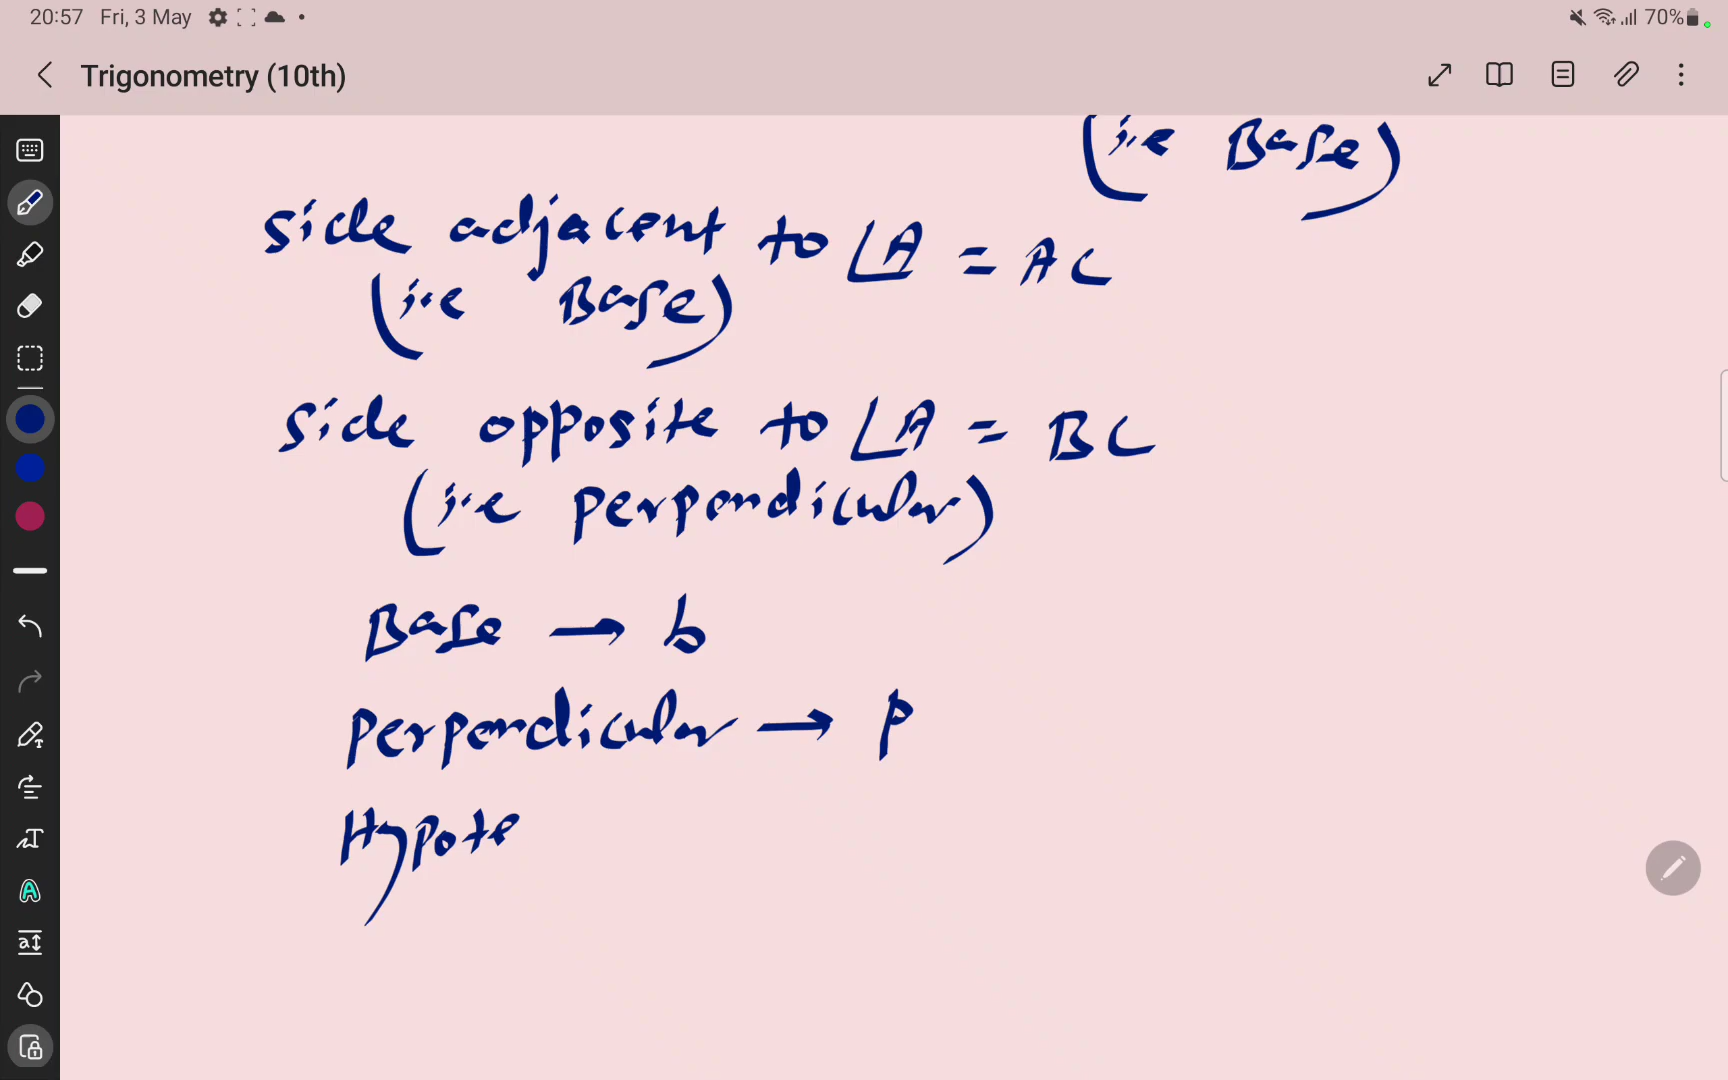 20:57 Fri, 3 May 70%
Trigonometry (10th)
(i.e Base)
side adjacent to ∠A = AC
(i.e Base)
side opposite to ∠A = BC
(i.e perpendicular)
Base → b
perpendicular → p
Hypote